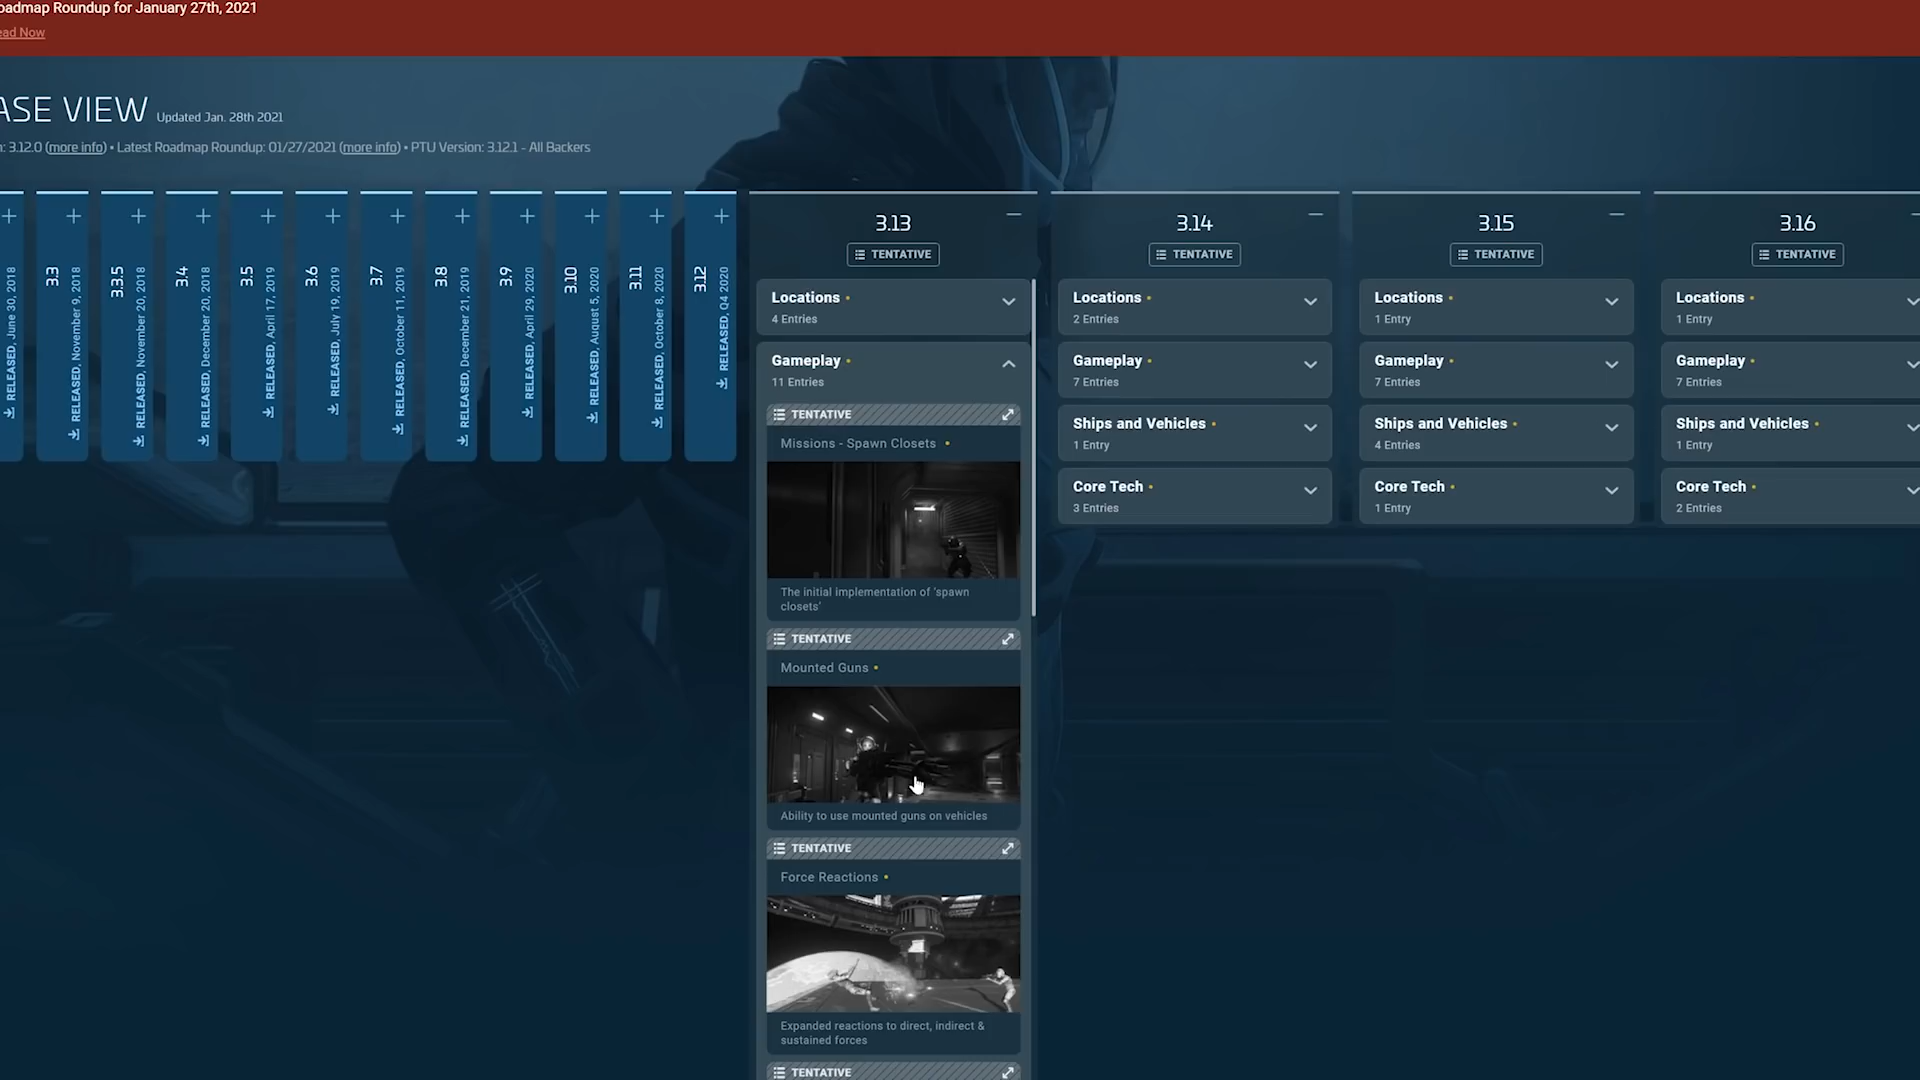 oadmap Roundup for January 27th, 2021
ead Now
ASE VIEW Updated Jan. 28th 2021
n: 3.12.0 (more info) • Latest Roadmap Roundup: 01/27/2021 (more info) • PTU Version: 3.12.1 - All Backers
RELEASED, June 30, 2018
3.3
RELEASED, November 9, 2018
3.3.5
RELEASED, November 20, 2018
3.4
RELEASED, December 20, 2018
3.5
RELEASED, April 17, 2019
3.6
RELEASED, July 19, 2019
3.7
RELEASED, October 11, 2019
3.8
RELEASED, December 21, 2019
3.9
RELEASED, April 29, 2020
3.10
RELEASED, August 5, 2020
3.11
RELEASED, October 8, 2020
3.12
RELEASED, Q4 2020
3.13
TENTATIVE
Locations •
4 Entries
Gameplay •
11 Entries
TENTATIVE
Missions - Spawn Closets •
The initial implementation of 'spawn
closets'
TENTATIVE
Mounted Guns •
Ability to use mounted guns on vehicles
TENTATIVE
Force Reactions •
Expanded reactions to direct, indirect &
sustained forces
TENTATIVE
3.14
TENTATIVE
Locations •
2 Entries
Gameplay •
7 Entries
Ships and Vehicles •
1 Entry
Core Tech •
3 Entries
3.15
TENTATIVE
Locations •
1 Entry
Gameplay •
7 Entries
Ships and Vehicles •
4 Entries
Core Tech •
1 Entry
3.16
TENTATIVE
Locations •
1 Entry
Gameplay •
7 Entries
Ships and Vehicles •
1 Entry
Core Tech •
2 Entries